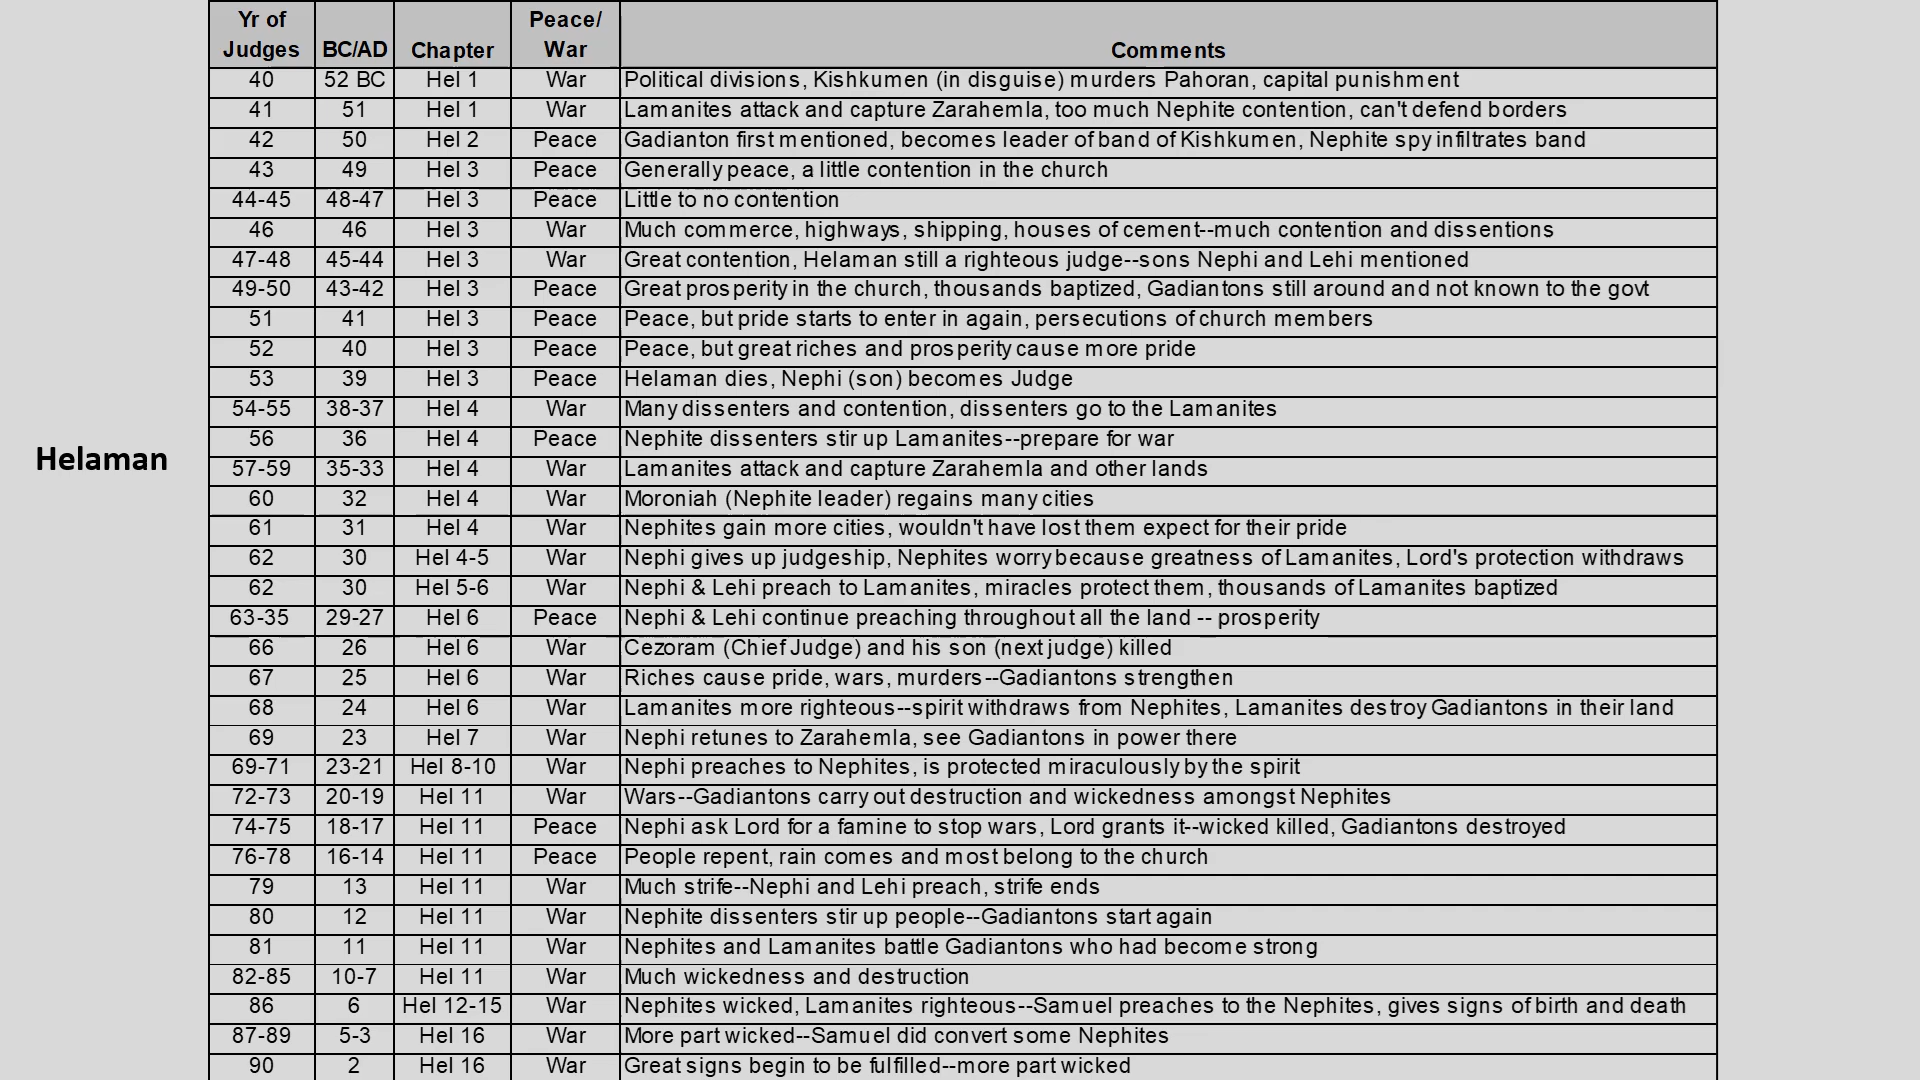 Yr of Judges BC/AD Chapter Peace/ War Comments
40 52 BC Hel 1 War Political divisions, Kishkumen (in disguise) murders Pahoran, capital punishment
41 51 Hel 1 War Lamanites attack and capture Zarahemla, too much Nephite contention, can't defend borders
42 50 Hel 2 Peace Gadianton first mentioned, becomes leader of band of Kishkumen, Nephite spy infiltrates band
43 49 Hel 3 Peace Generally peace, a little contention in the church
44-45 48-47 Hel 3 Peace Little to no contention
46 46 Hel 3 War Much commerce, highways, shipping, houses of cement--much contention and dissentions
47-48 45-44 Hel 3 War Great contention, Helaman still a righteous judge--sons Nephi and Lehi mentioned
49-50 43-42 Hel 3 Peace Great prosperity in the church, thousands baptized, Gadiantons still around and not known to the govt
51 41 Hel 3 Peace Peace, but pride starts to enter in again, persecutions of church members
52 40 Hel 3 Peace Peace, but great riches and prosperity cause more pride
53 39 Hel 3 Peace Helaman dies, Nephi (son) becomes Judge
54-55 38-37 Hel 4 War Many dissenters and contention, dissenters go to the Lamanites
56 36 Hel 4 Peace Nephite dissenters stir up Lamanites--prepare for war
Helaman
57-59 35-33 Hel 4 War Lamanites attack and capture Zarahemla and other lands
60 32 Hel 4 War Moroniah (Nephite leader) regains many cities
61 31 Hel 4 War Nephites gain more cities, wouldn't have lost them expect for their pride
62 30 Hel 4-5 War Nephi gives up judgeship, Nephites worry because greatness of Lamanites, Lord's protection withdraws
62 30 Hel 5-6 War Nephi & Lehi preach to Lamanites, miracles protect them, thousands of Lamanites baptized
63-35 29-27 Hel 6 Peace Nephi & Lehi continue preaching throughout all the land -- prosperity
66 26 Hel 6 War Cezoram (Chief Judge) and his son (next judge) killed
67 25 Hel 6 War Riches cause pride, wars, murders--Gadiantons strengthen
68 24 Hel 6 War Lamanites more righteous--spirit withdraws from Nephites, Lamanites destroy Gadiantons in their land
69 23 Hel 7 War Nephi retunes to Zarahemla, see Gadiantons in power there
69-71 23-21 Hel 8-10 War Nephi preaches to Nephites, is protected miraculously by the spirit
72-73 20-19 Hel 11 War Wars--Gadiantons carry out destruction and wickedness amongst Nephites
74-75 18-17 Hel 11 Peace Nephi ask Lord for a famine to stop wars, Lord grants it--wicked killed, Gadiantons destroyed
76-78 16-14 Hel 11 Peace People repent, rain comes and most belong to the church
79 13 Hel 11 War Much strife--Nephi and Lehi preach, strife ends
80 12 Hel 11 War Nephite dissenters stir up people--Gadiantons start again
81 11 Hel 11 War Nephites and Lamanites battle Gadiantons who had become strong
82-85 10-7 Hel 11 War Much wickedness and destruction
86 6 Hel 12-15 War Nephites wicked, Lamanites righteous--Samuel preaches to the Nephites, gives signs of birth and death
87-89 5-3 Hel 16 War More part wicked--Samuel did convert some Nephites
90 2 Hel 16 War Great signs begin to be fulfilled--more part wicked